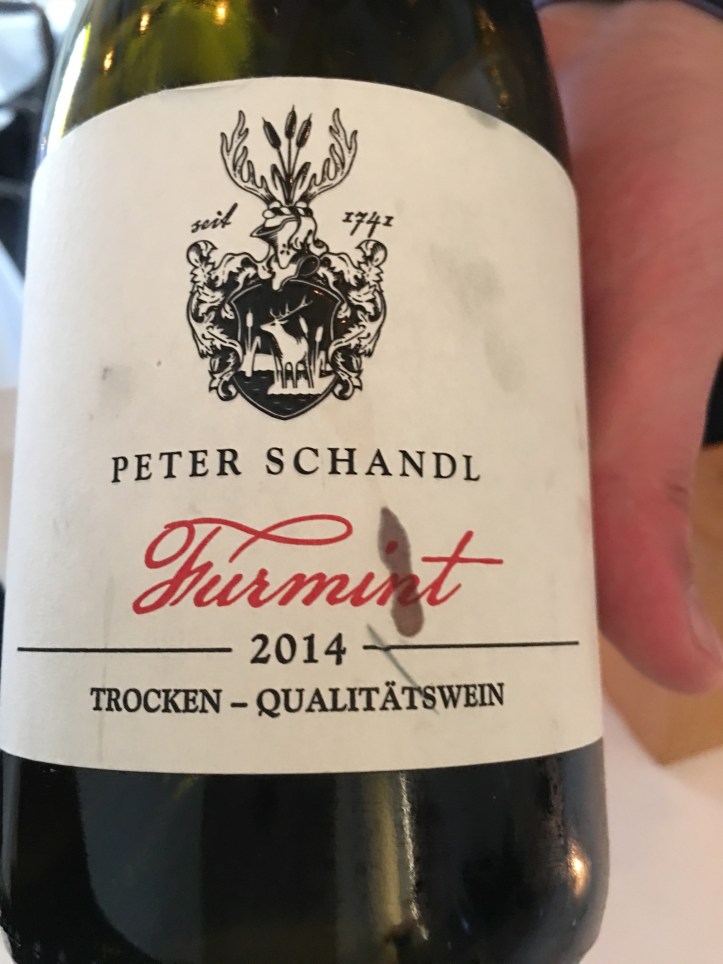 seit 1741
PETER SCHANDL
Furmint
2014
TROCKEN – QUALITÄTSWEIN